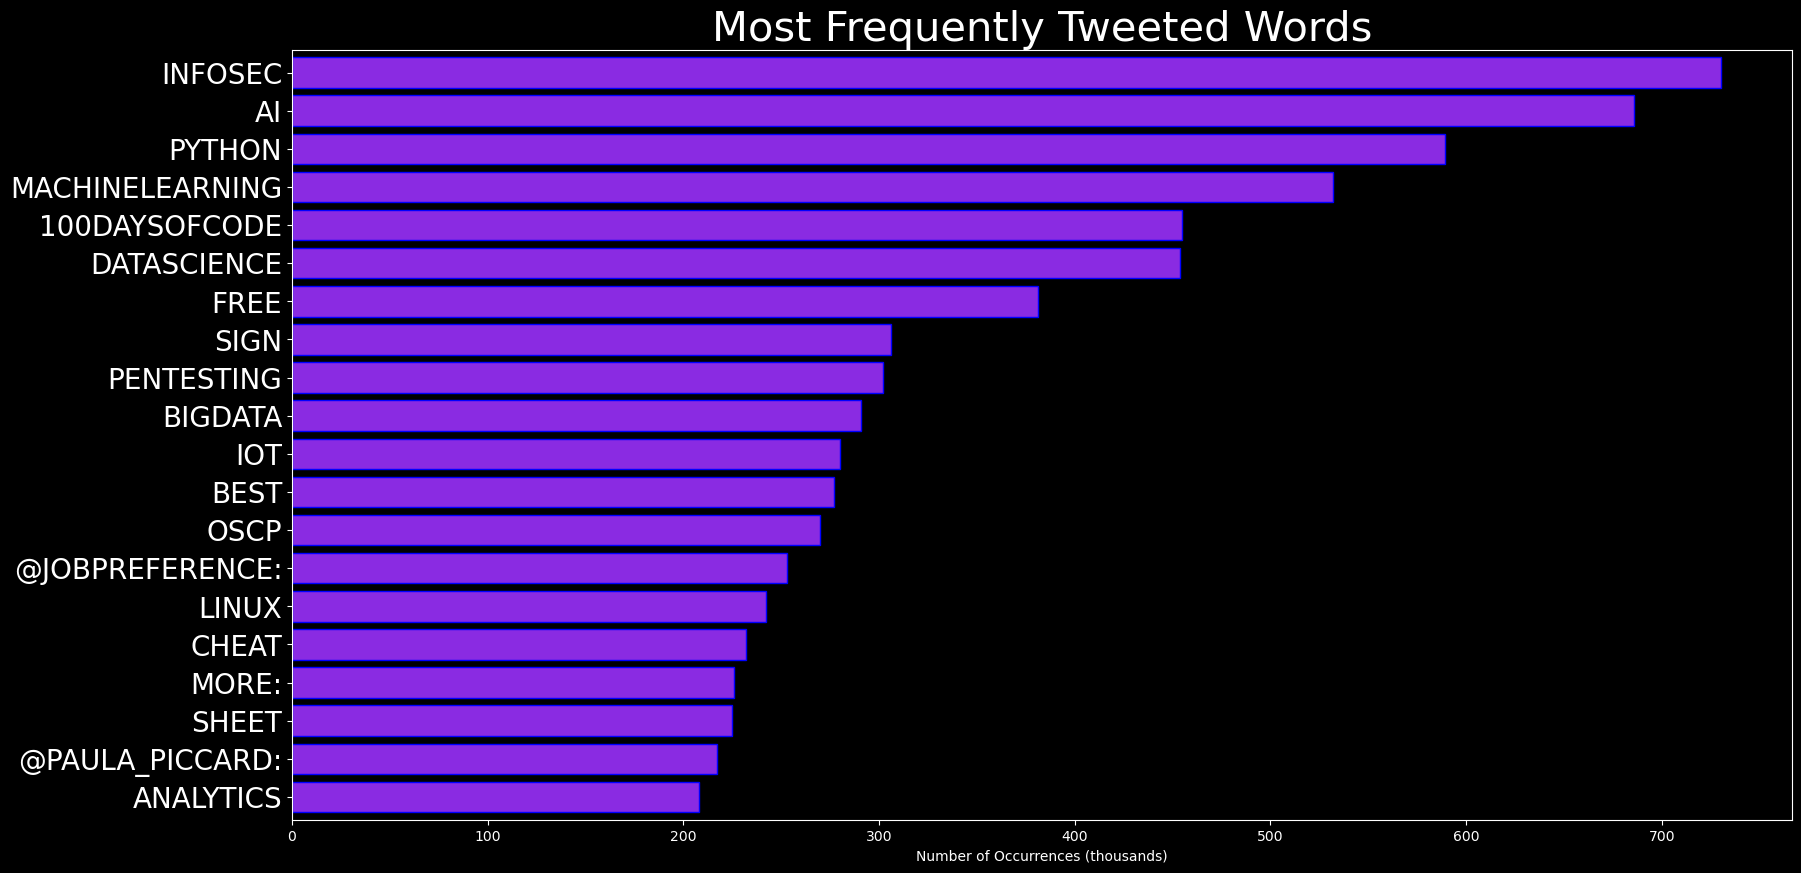 Most Frequently Tweeted Words
INFOSEC
AI
PYTHON
MACHINELEARNING
100DAYSOFCODE
DATASCIENCE
FREE
SIGN
PENTESTING
BIGDATA
IOT
BEST
OSCP
@JOBPREFERENCE:
LINUX
CHEAT
MORE:
SHEET
@PAULA_PICCARD:
ANALYTICS
0 100 200 300 400 500 600 700
Number of Occurrences (thousands)